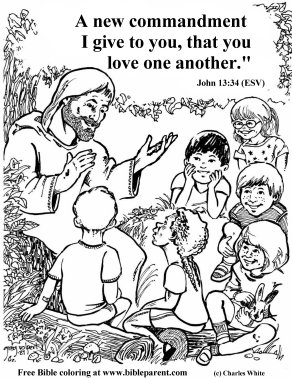 A new commandment
I give to you, that you
love one another."
John 13:34 (ESV)
Free Bible coloring at www.bibleparent.com
(c) Charles White